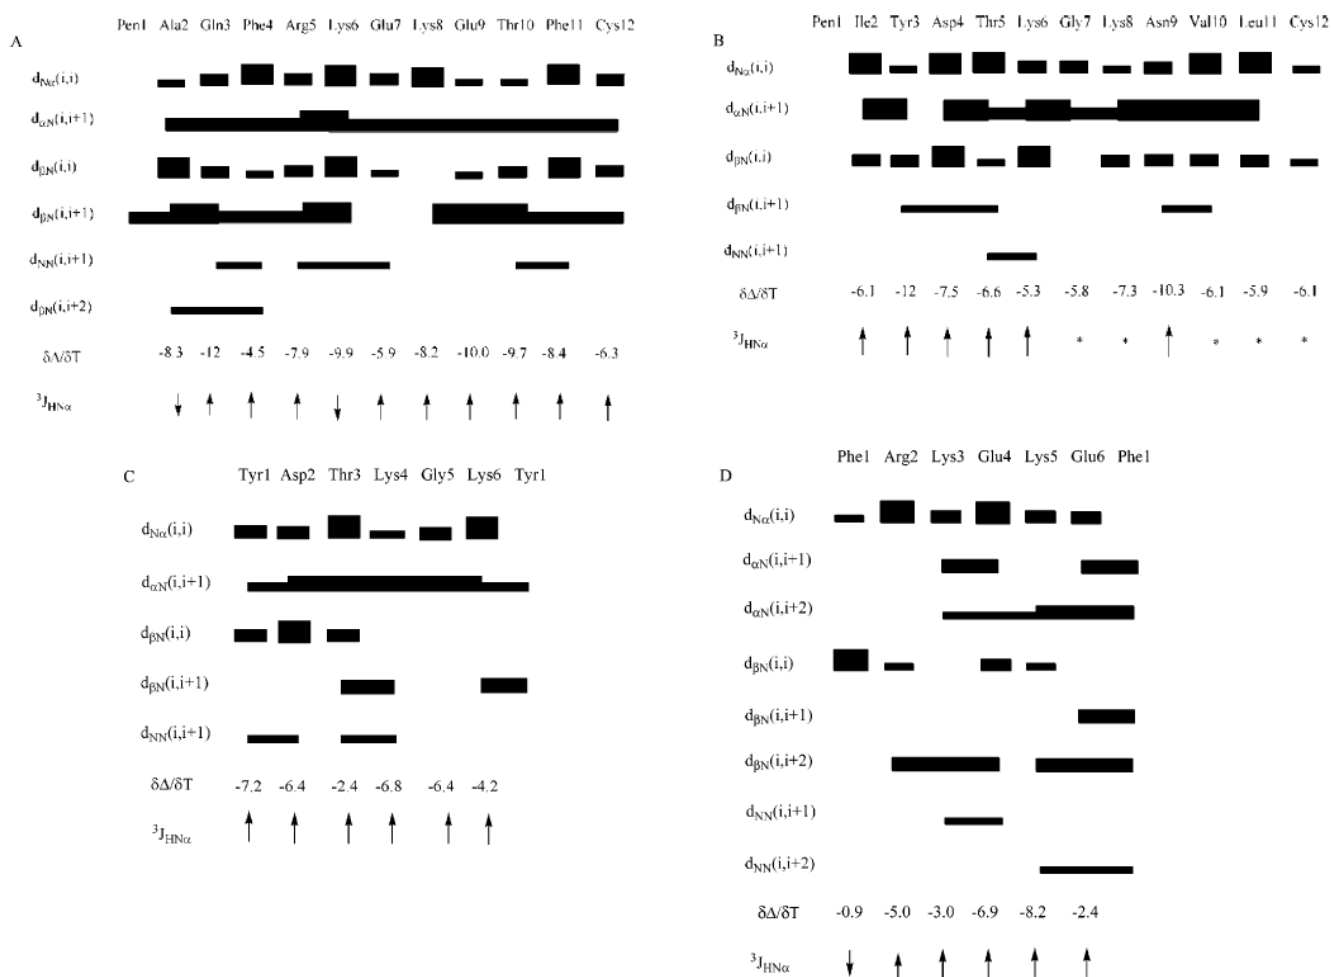 A
Pen1 Ala2 Gln3 Phe4 Arg5 Lys6 Glu7 Lys8 Glu9 Thr10 Phe11 Cys12
dNα(i,i)
dαN(i,i+1)
dβN(i,i)
dβN(i,i+1)
dNN(i,i+1)
dβN(i,i+2)
δΔ/δT -8.3 -12 -4.5 -7.9 -9.9 -5.9 -8.2 -10.0 -9.7 -8.4 -6.3
³JHNα ↓ ↑ ↑ ↑ ↓ ↑ ↑ ↑ ↑ ↑ ↑
B
Pen1 Ile2 Tyr3 Asp4 Thr5 Lys6 Gly7 Lys8 Asn9 Val10 Leu11 Cys12
dNα(i,i)
dαN(i,i+1)
dβN(i,i)
dβN(i,i+1)
dNN(i,i+1)
δΔ/δT -6.1 -12 -7.5 -6.6 -5.3 -5.8 -7.3 -10.3 -6.1 -5.9 -6.1
³JHNα ↑ ↑ ↑ ↑ ↑ * * ↑ * * *
C
Tyr1 Asp2 Thr3 Lys4 Gly5 Lys6 Tyr1
dNα(i,i)
dαN(i,i+1)
dβN(i,i)
dβN(i,i+1)
dNN(i,i+1)
δΔ/δT -7.2 -6.4 -2.4 -6.8 -6.4 -4.2
³JHNα ↑ ↑ ↑ ↑ ↑ ↑
D
Phe1 Arg2 Lys3 Glu4 Lys5 Glu6 Phe1
dNα(i,i)
dαN(i,i+1)
dαN(i,i+2)
dβN(i,i)
dβN(i,i+1)
dβN(i,i+2)
dNN(i,i+1)
dNN(i,i+2)
δΔ/δT -0.9 -5.0 -3.0 -6.9 -8.2 -2.4
³JHNα ↓ ↑ ↑ ↑ ↑ ↑